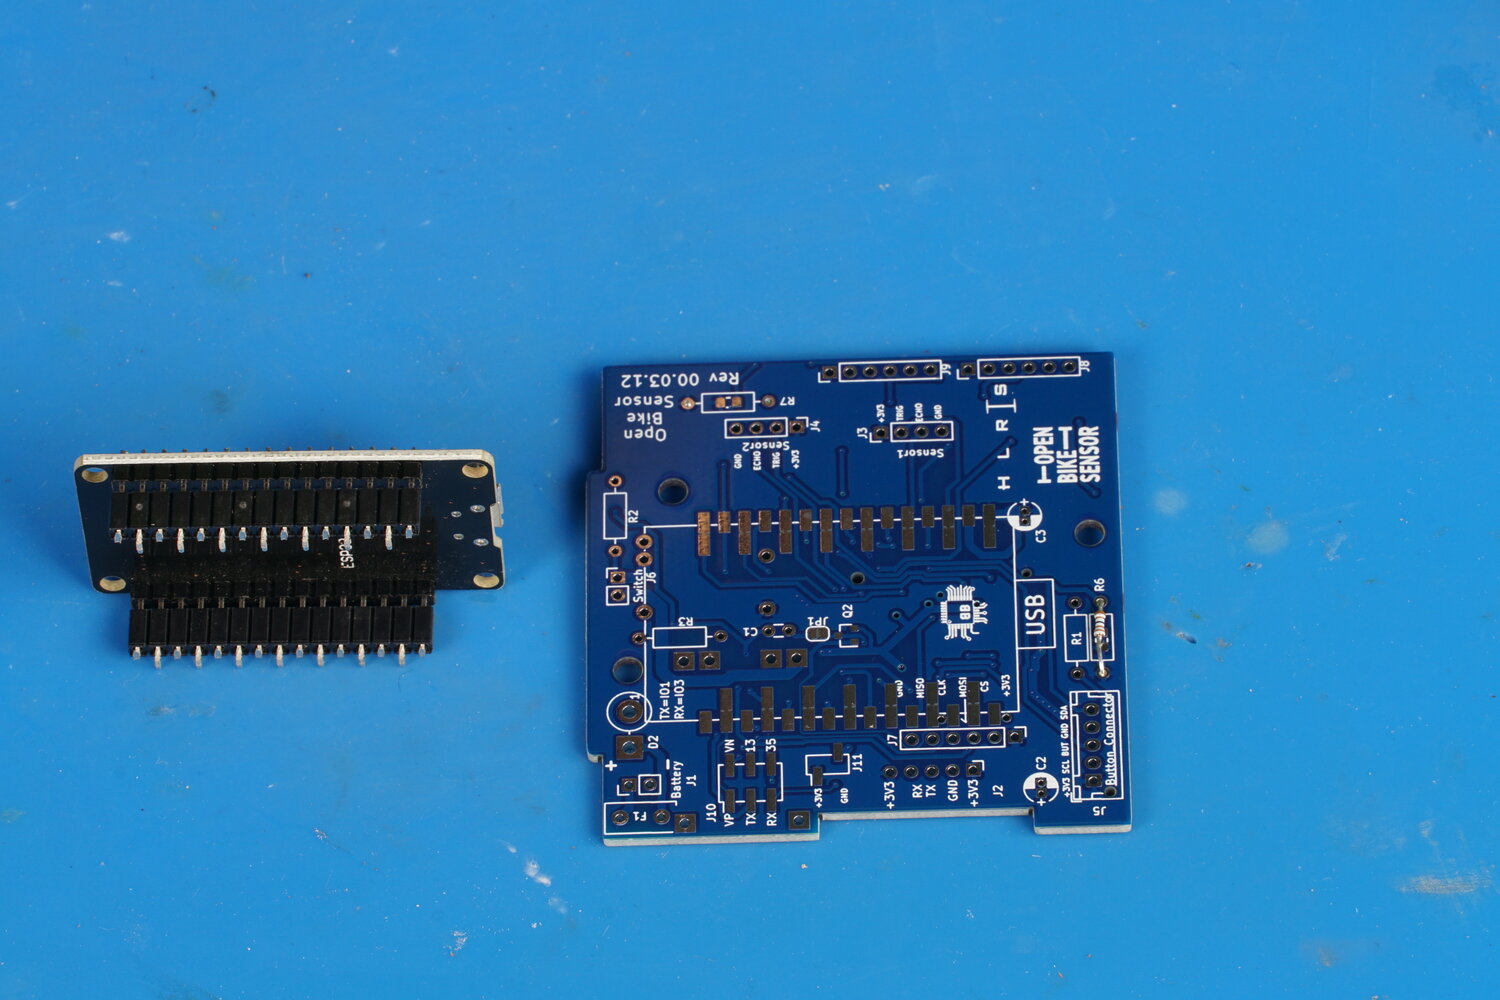 Open
Bike
Sensor
Rev 00.03.12
R7
J9
J8
J4
Sensor2
GND
ECHO
TRIG
+3V3
J3
+3V3
TRIG
ECHO
GND
Sensor1
H L R S
OPEN
BIKE
SENSOR
R2
C3
Switch
J6
ESP32
R3
C1
JP1
Q2
USB
R1
R6
TX=IO1
RX=IO3
1
D2
GND
MISO
CLK
MOSI
CS
+3V3
J7
VN
13
35
J11
+3V3
GND
+
-
Battery
J1
F1
J10
VP
TX
RX
+3V3
RX
TX
GND
+3V3
J2
C2
+3V3 SCL BUT GND SDA
Button Connector
J5